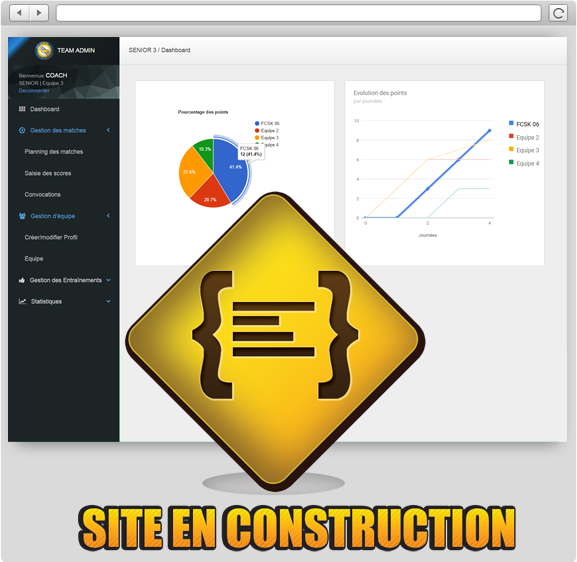 TEAM ADMIN
SENIOR 3 / Dashboard
Bienvenue COACH
SENIOR | Equipe 3
Deconnecter
Dashboard
Gestion des matches
Planning des matches
Saisie des scores
Convocations
Gestion d'équipe
Créer/modifier Profil
Equipe
Gestion des Entraînements
Statistiques
Pourcentage des points
FCSK 06
Equipe 2
Equipe 3
Equipe 4
FCSK 06
12 (41.4%)
10.3%
41.4%
27.6%
20.7%
Evolution des points
par journées
10
8
6
4
2
0
0
2
4
Journées
FCSK 06
Equipe 2
Equipe 3
Equipe 4
SITE EN CONSTRUCTION